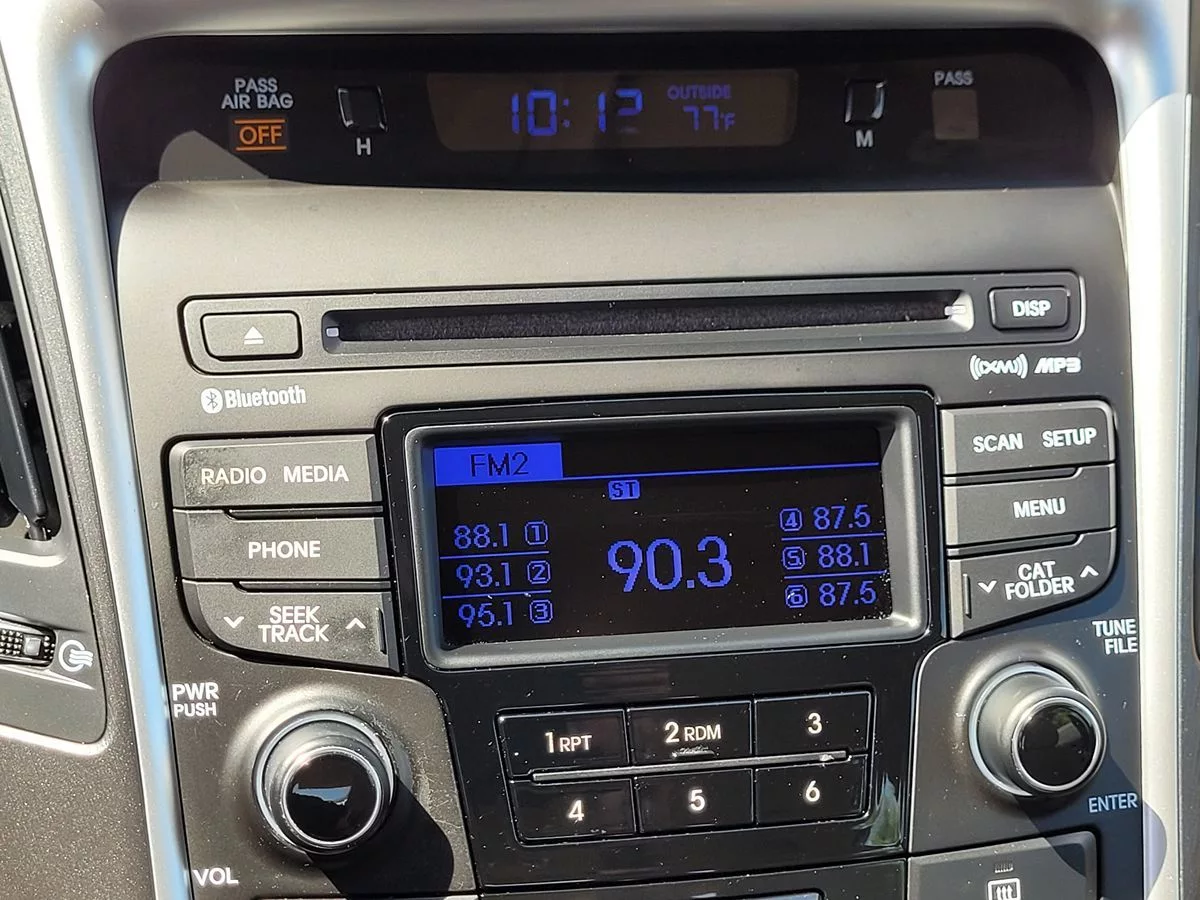 PASS
AIR BAG
OFF
H
10:12
OUTSIDE
77°F
M
PASS
DISP
Bluetooth
((XM)) MP3
RADIO MEDIA
PHONE
SEEK
TRACK
FM2
ST
88.1 1
93.1 2
95.1 3
90.3
4 87.5
5 88.1
6 87.5
SCAN SETUP
MENU
CAT
FOLDER
TUNE
FILE
PWR
PUSH
VOL
1 RPT
2 RDM
3
4
5
6
ENTER